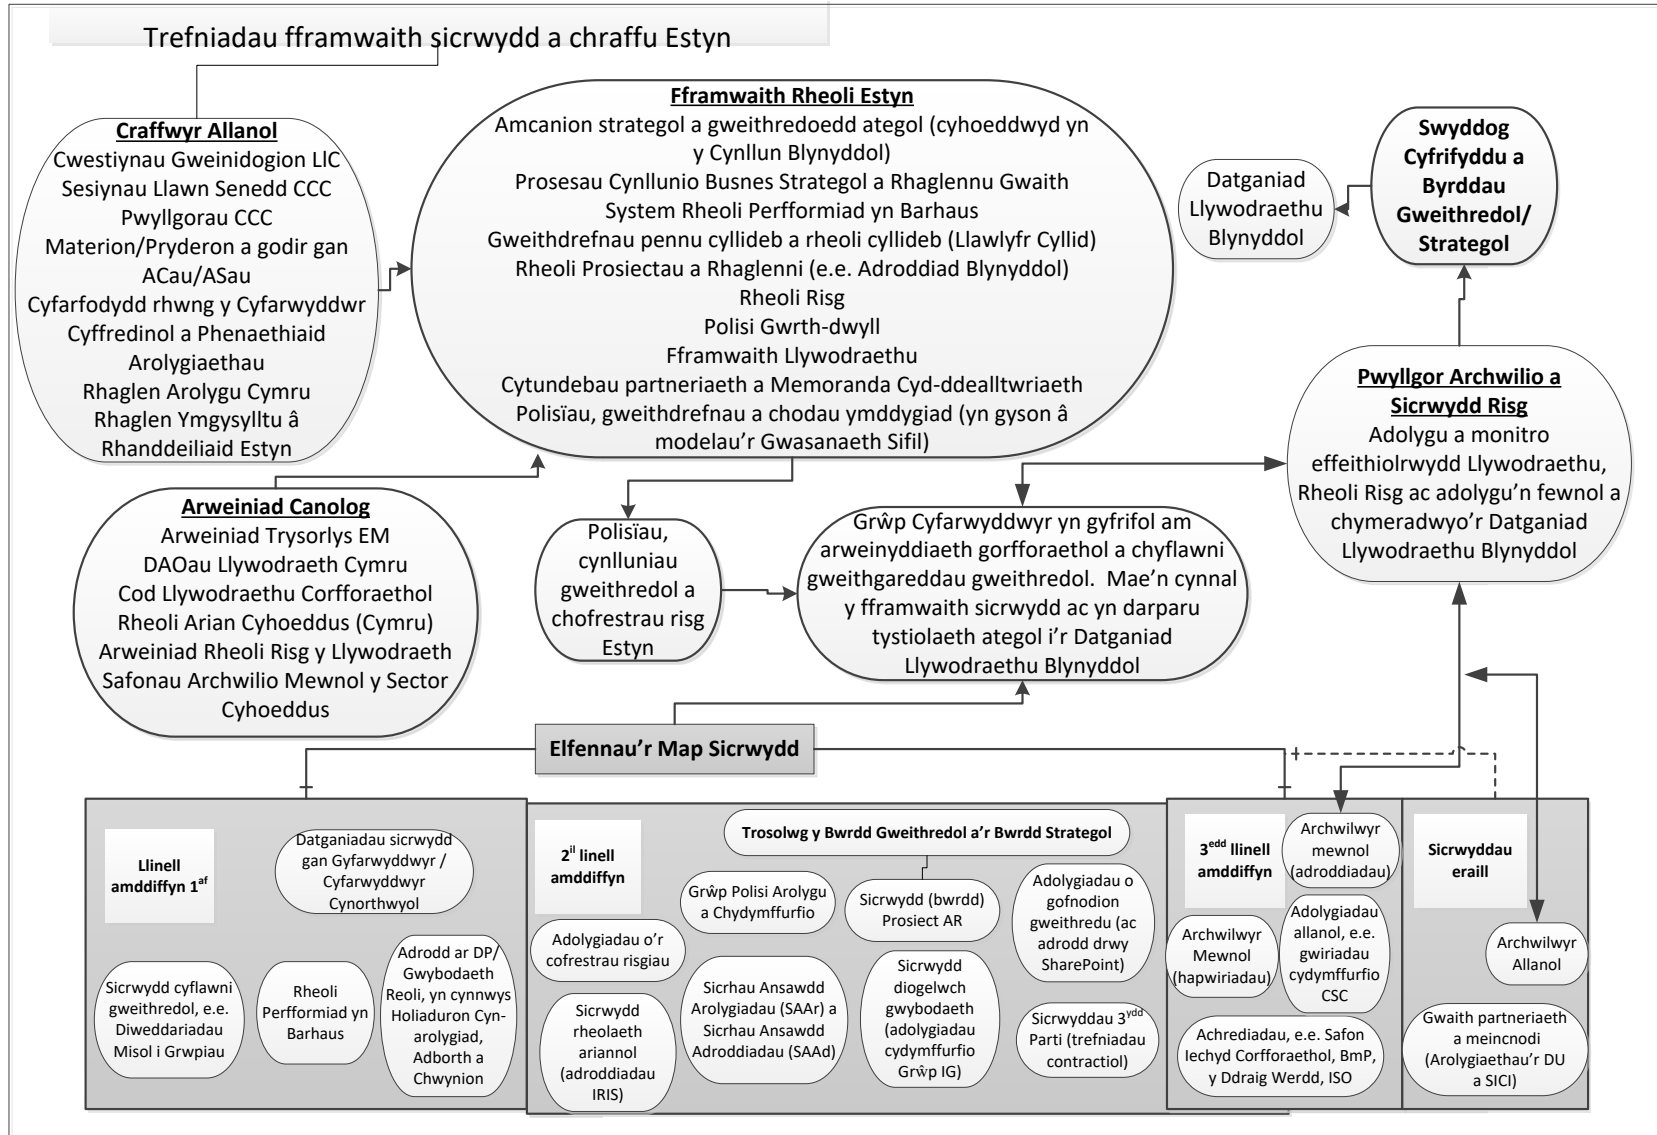 Trefniadau fframwaith sicrwydd a chraffu Estyn
Craffwyr Allanol
Cwestiynau Gweinidogion LlC
Sesiynau Llawn Senedd CCC
Pwyllgorau CCC
Materion/Pryderon a godir gan
ACau/ASau
Cyfarfodydd rhwng y Cyfarwyddwr
Cyffredinol a Phenaethiaid
Arolygiaethau
Rhaglen Arolygu Cymru
Rhaglen Ymgysylltu â
Rhanddeiliaid Estyn
Fframwaith Rheoli Estyn
Amcanion strategol a gweithredoedd ategol (cyhoeddwyd yn
y Cynllun Blynyddol)
Prosesau Cynllunio Busnes Strategol a Rhaglennu Gwaith
System Rheoli Perfformiad yn Barhaus
Gweithdrefnau pennu cyllideb a rheoli cyllideb (Llawlyfr Cyllid)
Rheoli Prosiectau a Rhaglenni (e.e. Adroddiad Blynyddol)
Rheoli Risg
Polisi Gwrth-dwyll
Fframwaith Llywodraethu
Cytundebau partneriaeth a Memoranda Cyd-ddealltwriaeth
Polisïau, gweithdrefnau a chodau ymddygiad (yn gyson â
modelau'r Gwasanaeth Sifil)
Datganiad
Llywodraethu
Blynyddol
Swyddog
Cyfrifyddu a
Byrddau
Gweithredol/
Strategol
Pwyllgor Archwilio a
Sicrwydd Risg
Adolygu a monitro
effeithiolrwydd Llywodraethu,
Rheoli Risg ac adolygu'n fewnol a
chymeradwyo'r Datganiad
Llywodraethu Blynyddol
Arweiniad Canolog
Arweiniad Trysorlys EM
DAOau Llywodraeth Cymru
Cod Llywodraethu Corfforaethol
Rheoli Arian Cyhoeddus (Cymru)
Arweiniad Rheoli Risg y Llywodraeth
Safonau Archwilio Mewnol y Sector
Cyhoeddus
Polisïau,
cynlluniau
gweithredol a
chofrestrau risg
Estyn
Grŵp Cyfarwyddwyr yn gyfrifol am
arweinyddiaeth gorfforaethol a chyflawni
gweithgareddau gweithredol. Mae'n cynnal
y fframwaith sicrwydd ac yn darparu
tystiolaeth ategol i'r Datganiad
Llywodraethu Blynyddol
Elfennau'r Map Sicrwydd
Llinell
amddiffyn 1af
Datganiadau sicrwydd
gan Gyfarwyddwyr /
Cyfarwyddwyr
Cynorthwyol
Sicrwydd cyflawni
gweithredol, e.e.
Diweddariadau
Misol i Grwpiau
Rheoli
Perfformiad yn
Barhaus
Adrodd ar DP/
Gwybodaeth
Reoli, yn cynnwys
Holiaduron Cyn-
arolygiad,
Adborth a
Chwynion
2il linell
amddiffyn
Trosolwg y Bwrdd Gweithredol a'r Bwrdd Strategol
Adolygiadau o'r
cofrestrau risgiau
Grŵp Polisi Arolygu
a Chydymffurfio
Sicrwydd (bwrdd)
Prosiect AR
Adolygiadau o
gofnodion
gweithredu (ac
adrodd drwy
SharePoint)
Sicrwydd
rheolaeth
ariannol
(adroddiadau
IRIS)
Sicrhau Ansawdd
Arolygiadau (SAAr) a
Sicrhau Ansawdd
Adroddiadau (SAAd)
Sicrwydd
diogelwch
gwybodaeth
(adolygiadau
cydymffurfio
Grŵp IG)
Sicrwyddau 3ydd
Parti (trefniadau
contractiol)
3edd llinell
amddiffyn
Archwilwyr
mewnol
(adroddiadau)
Archwilwyr
Mewnol
(hapwiriadau)
Adolygiadau
allanol, e.e.
gwiriadau
cydymffurfio
CSC
Achrediadau, e.e. Safon
Iechyd Corfforaethol, BmP,
y Ddraig Werdd, ISO
Sicrwyddau
eraill
Archwilwyr
Allanol
Gwaith partneriaeth
a meincnodi
(Arolygiaethau'r DU
a SICI)